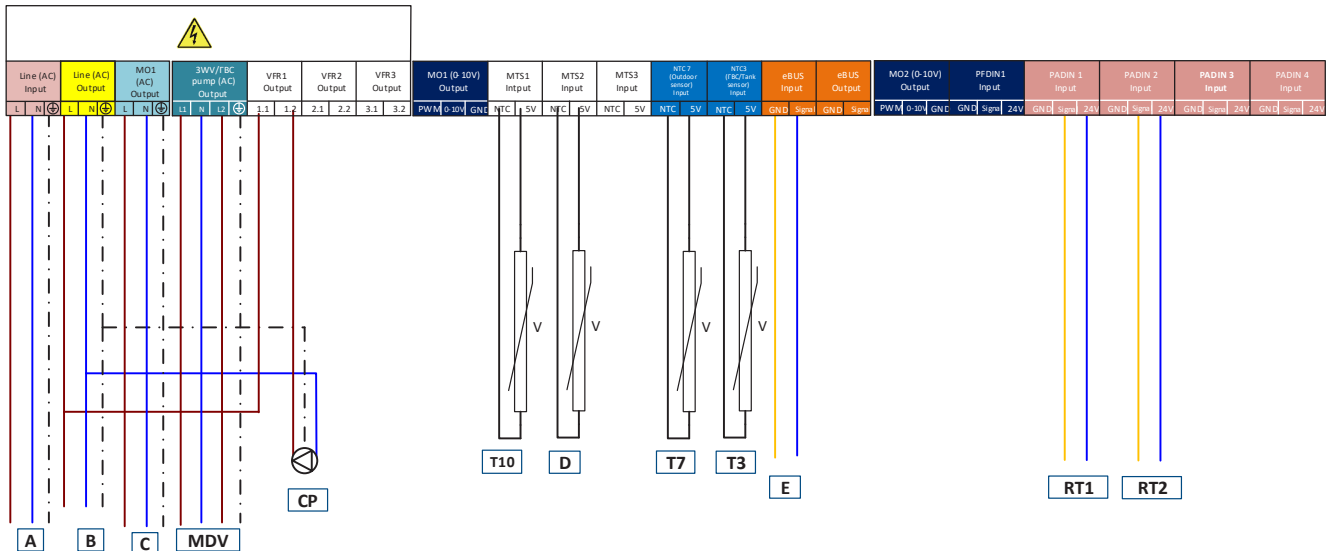 Line (AC)
Input
Line (AC)
Output
MO1
(AC)
Output
3WV/ГВС
pump (AC)
Output
VFR1
Output
VFR2
Output
VFR3
Output
MO1 (0-10V)
Output
MTS1
Input
MTS2
Input
MTS3
Input
NTC 7
(Outdoor
sensor)
Input
NTC3
(ГВС/Tank
sensor)
Input
eBUS
Input
eBUS
Output
MO2 (0-10V)
Output
PFDIN1
Input
PADIN 1
Input
PADIN 2
Input
PADIN 3
Input
PADIN 4
Input
L N L N L N L1 N L2 1.1 1.2 2.1 2.2 3.1 3.2 PWM 0-10V GND NTC 5V NTC 5V NTC 5V NTC 5V NTC 5V GND Signal GND Signal PWM 0-10V GND GND Signal 24V GND Signal 24V GND Signal 24V GND Signal 24V GND Signal 24V
V V V V
T10 D T7 T3 E RT1 RT2
CP
A B C MDV